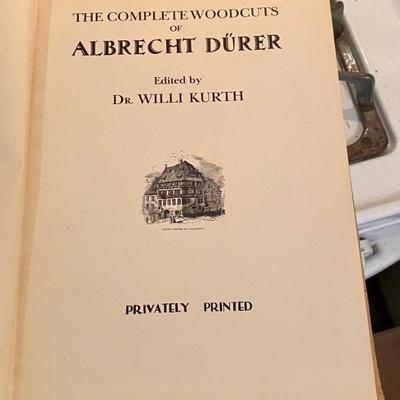 THE COMPLETE WOODCUTS
OF
ALBRECHT DÜRER
Edited by
DR. WILLI KURTH
PRIVATELY PRINTED